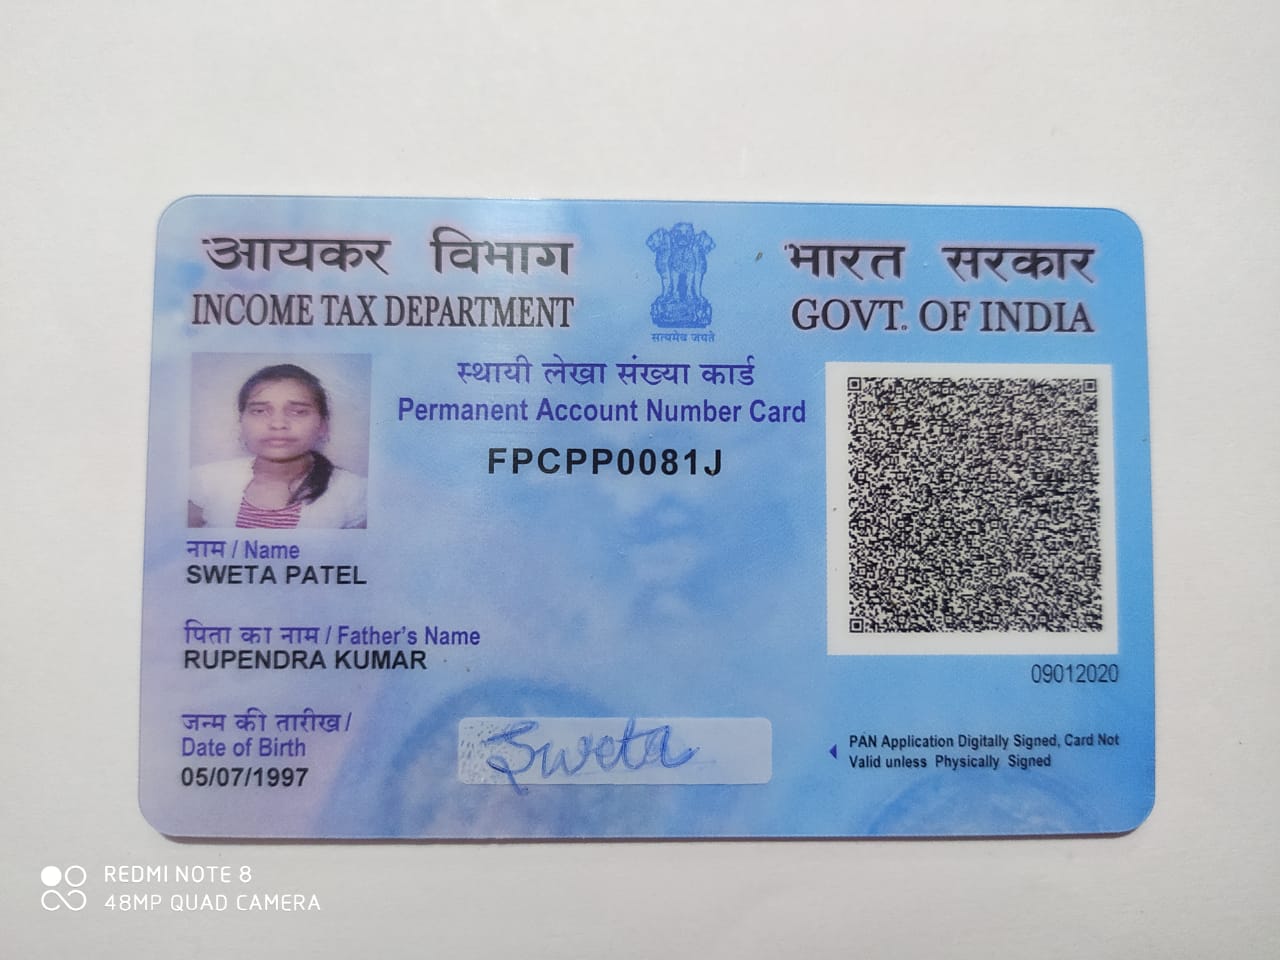 आयकर विभाग
INCOME TAX DEPARTMENT
भारत सरकार
GOVT. OF INDIA
सत्यमेव जयते
स्थायी लेखा संख्या कार्ड
Permanent Account Number Card
FPCPP0081J
नाम / Name
SWETA PATEL
पिता का नाम / Father's Name
RUPENDRA KUMAR
जन्म की तारीख /
Date of Birth
05/07/1997
Sweta
09012020
PAN Application Digitally Signed, Card Not
Valid unless Physically Signed
REDMI NOTE 8
48MP QUAD CAMERA